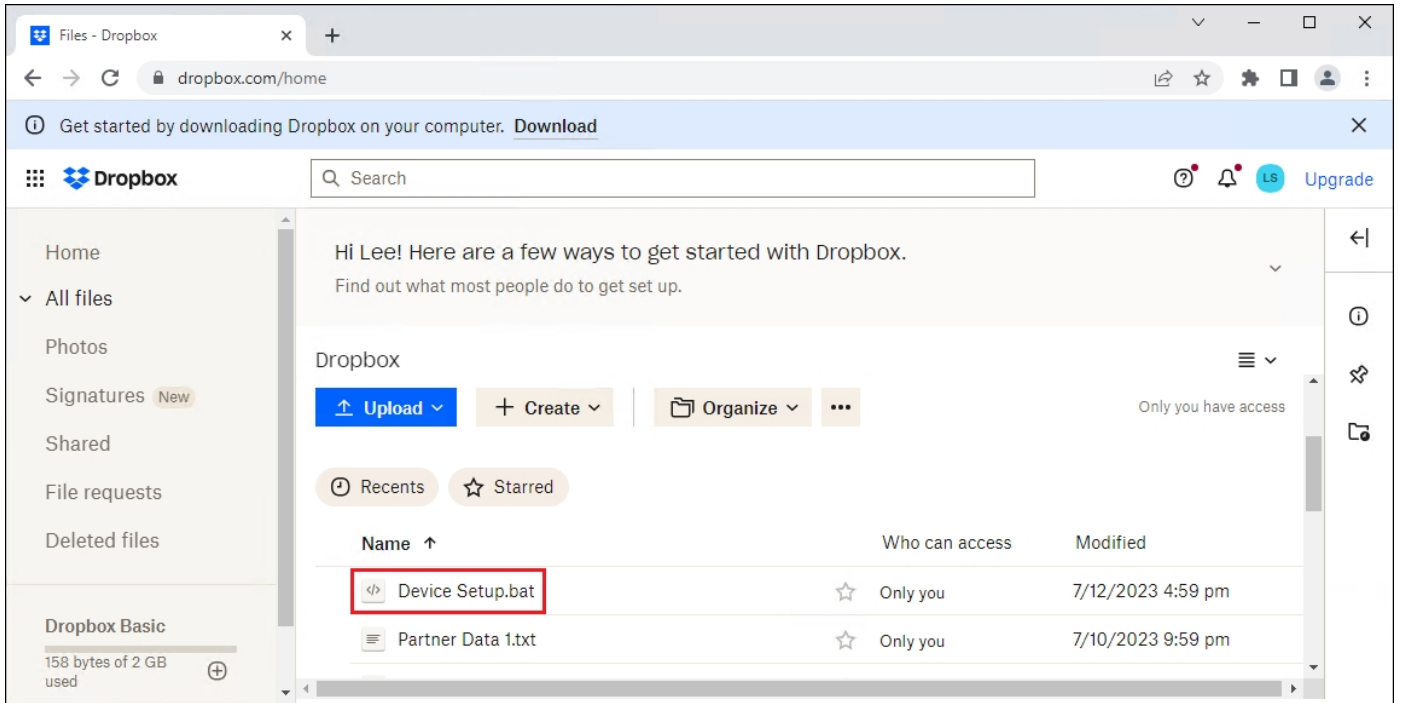 Files - Dropbox
dropbox.com/home
Get started by downloading Dropbox on your computer. Download
Dropbox
Search
LS
Upgrade
Home
All files
Photos
Signatures New
Shared
File requests
Deleted files
Dropbox Basic
158 bytes of 2 GB
used
Hi Lee! Here are a few ways to get started with Dropbox.
Find out what most people do to get set up.
Dropbox
Upload
Create
Organize
Only you have access
Recents
Starred
Name
Who can access
Modified
Device Setup.bat
Only you
7/12/2023 4:59 pm
Partner Data 1.txt
Only you
7/10/2023 9:59 pm